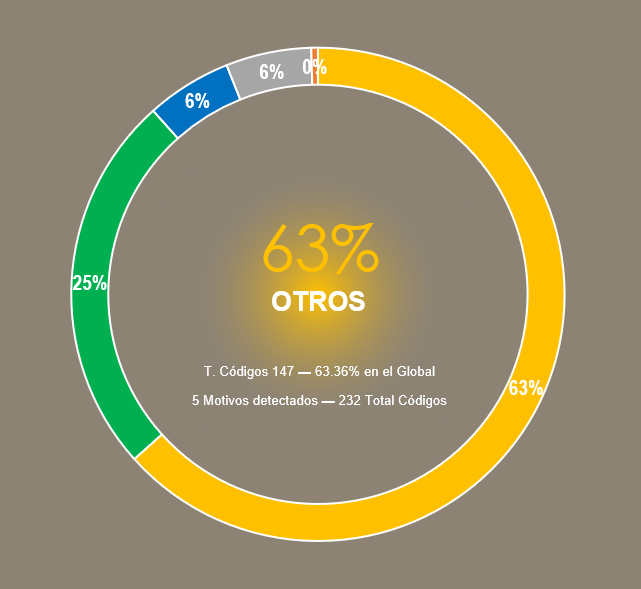 6%
0%
6%
25%
63%
OTROS
T. Códigos 147 — 63.36% en el Global
63%
5 Motivos detectados — 232 Total Códigos